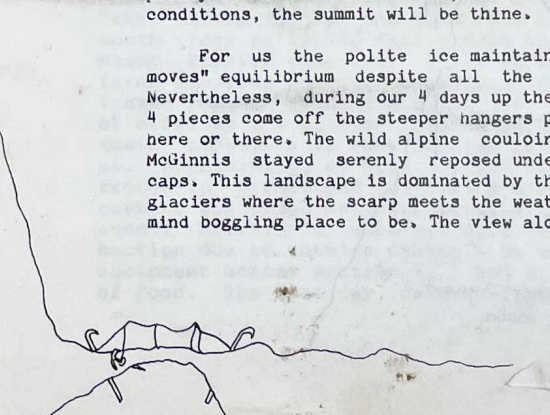 conditions, the summit will be thine.
For us the polite ice maintain
moves" equilibrium despite all the
Nevertheless, during our 4 days up the
4 pieces come off the steeper hangers p
here or there. The wild alpine couloir
McGinnis stayed serenly reposed unde
caps. This landscape is dominated by th
glaciers where the scarp meets the weat
mind boggling place to be. The view alo